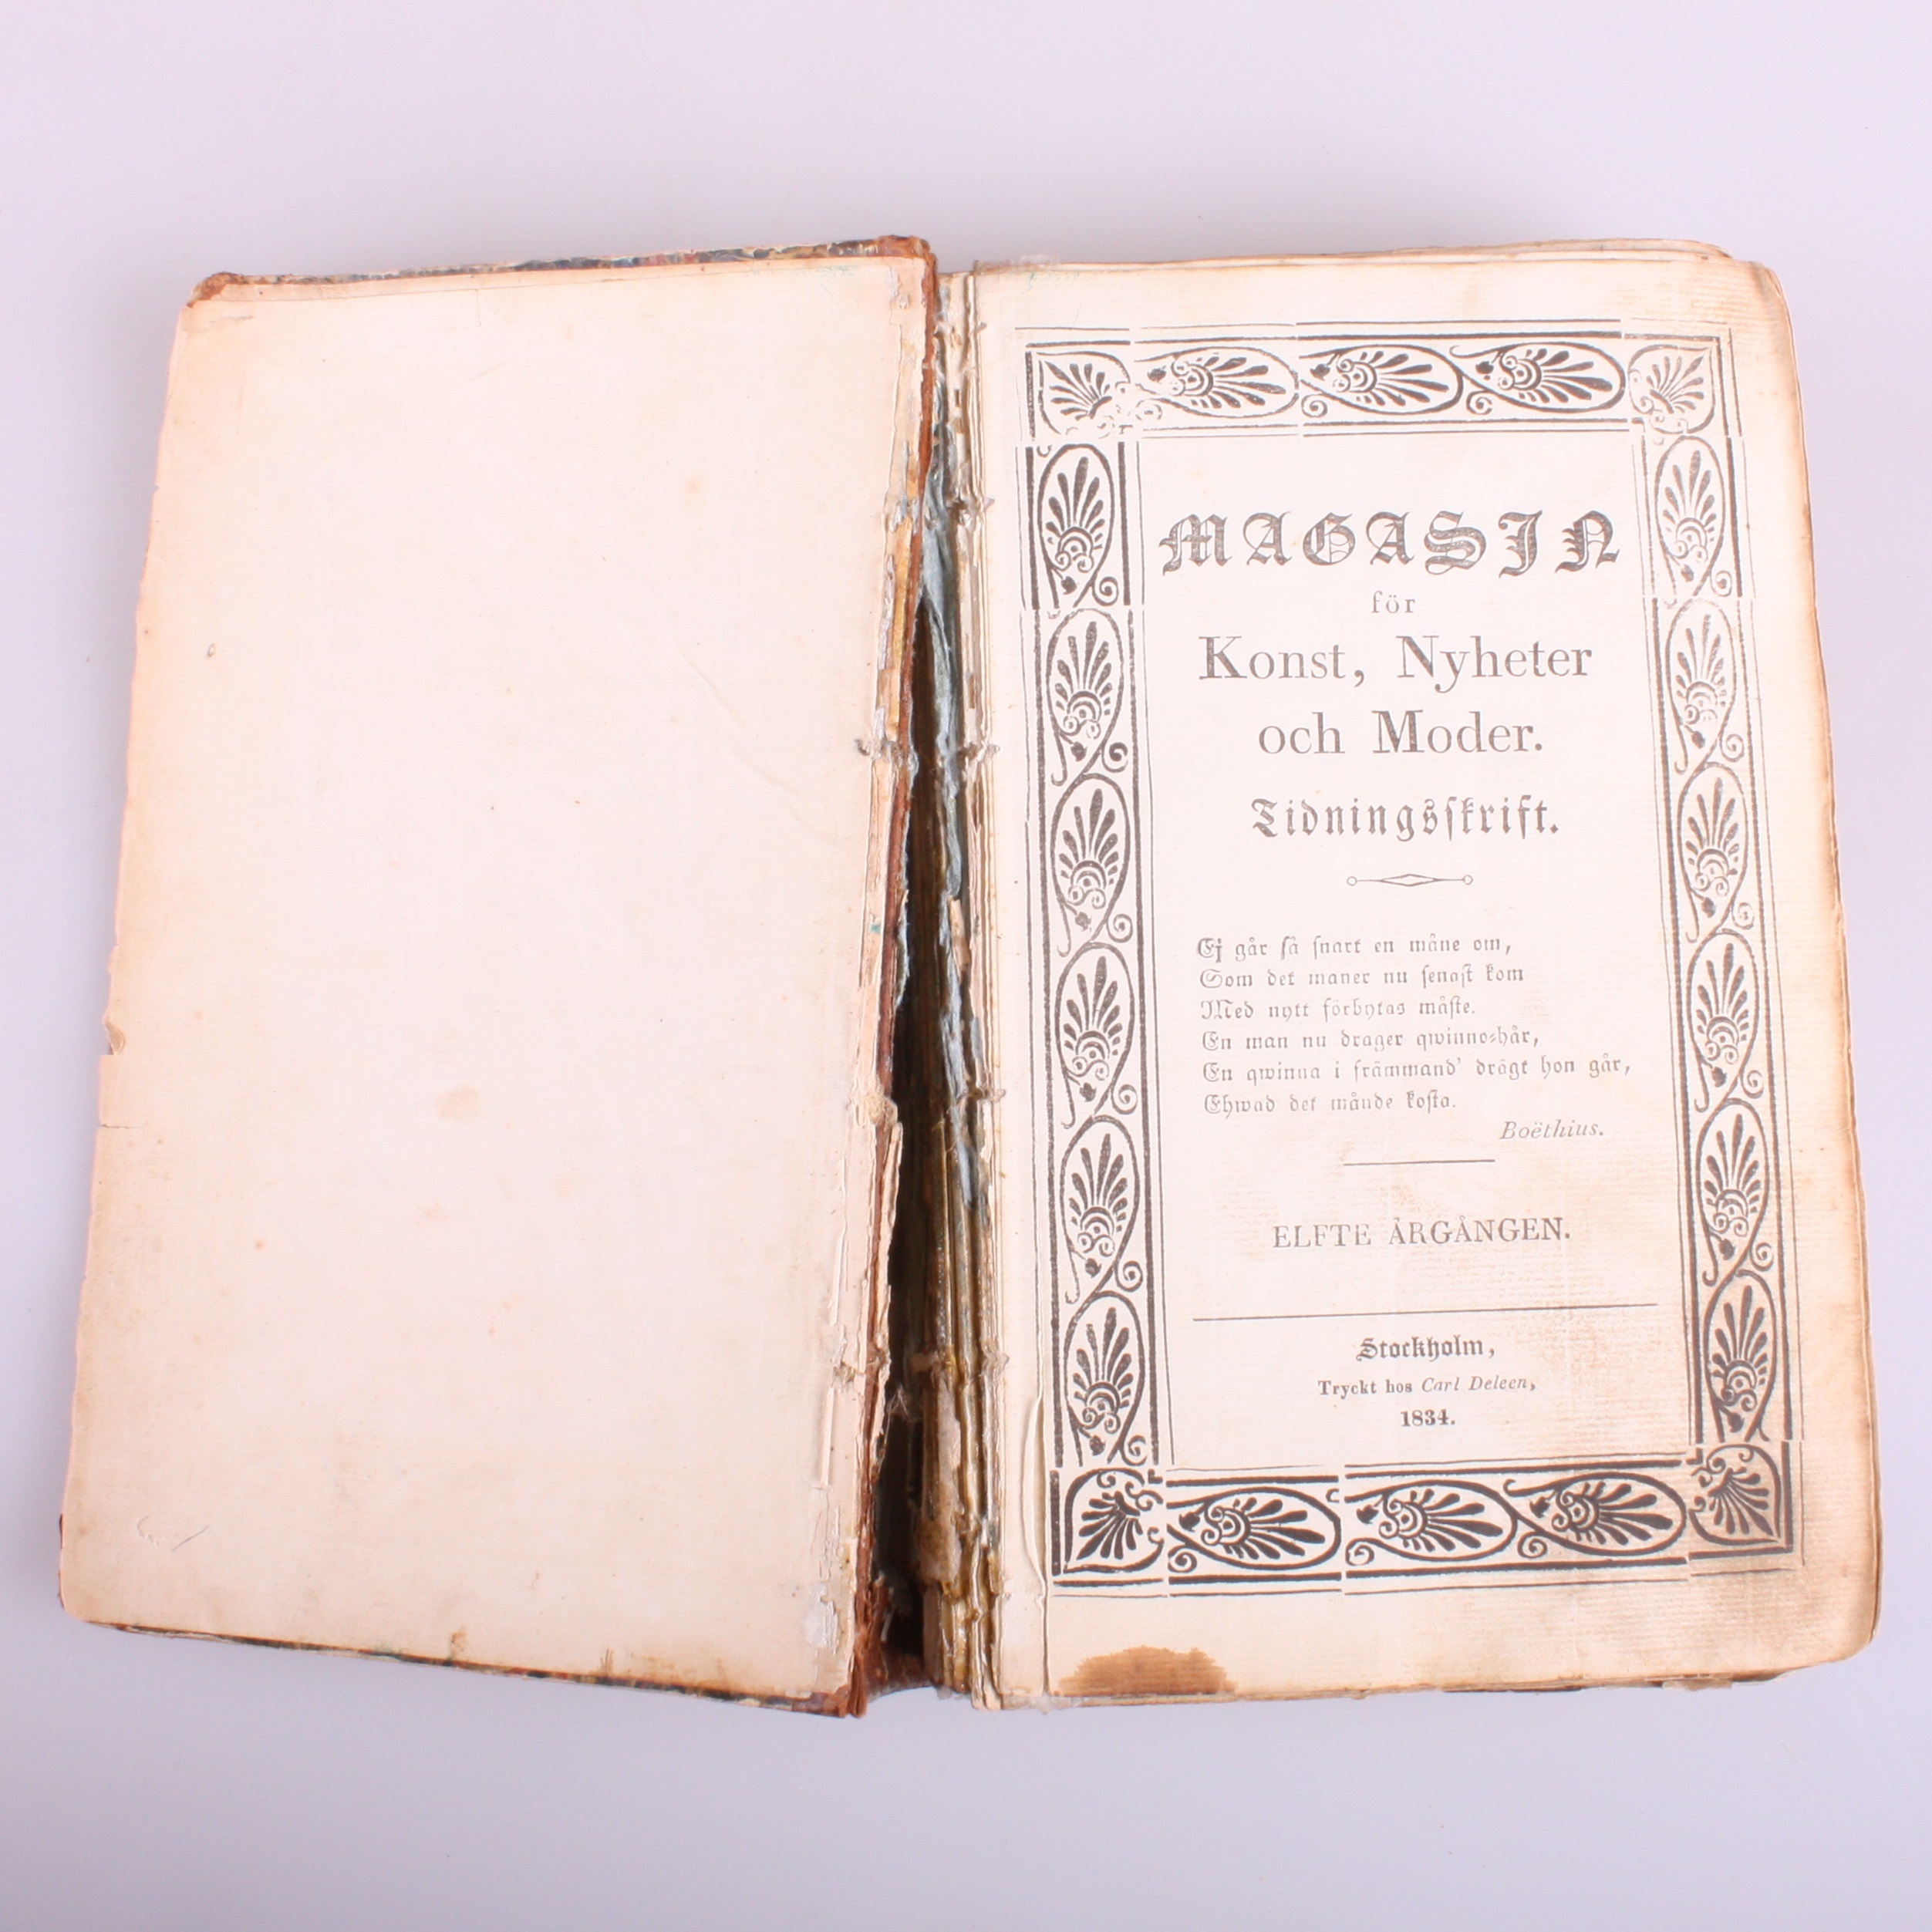 MAGASIN
för
Konst, Nyheter
och Moder.
Tidningsskrift.
Ej går så snart en måne om,
Som det maner nu senast kom
Med nytt förbytas måste.
En man nu drager qwinno-hår,
En qwinna i främmand' drägt hon går,
Ehwad det månde kosta.
Boëthius.
ELFTE ÅRGÅNGEN.
Stockholm,
Tryckt hos Carl Deleen,
1834.